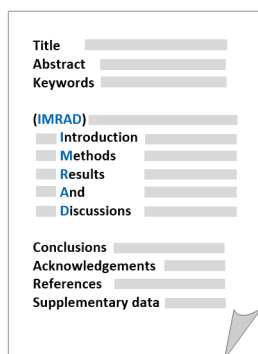 Title
Abstract
Keywords
(IMRAD)
Introduction
Methods
Results
And
Discussions
Conclusions
Acknowledgements
References
Supplementary data